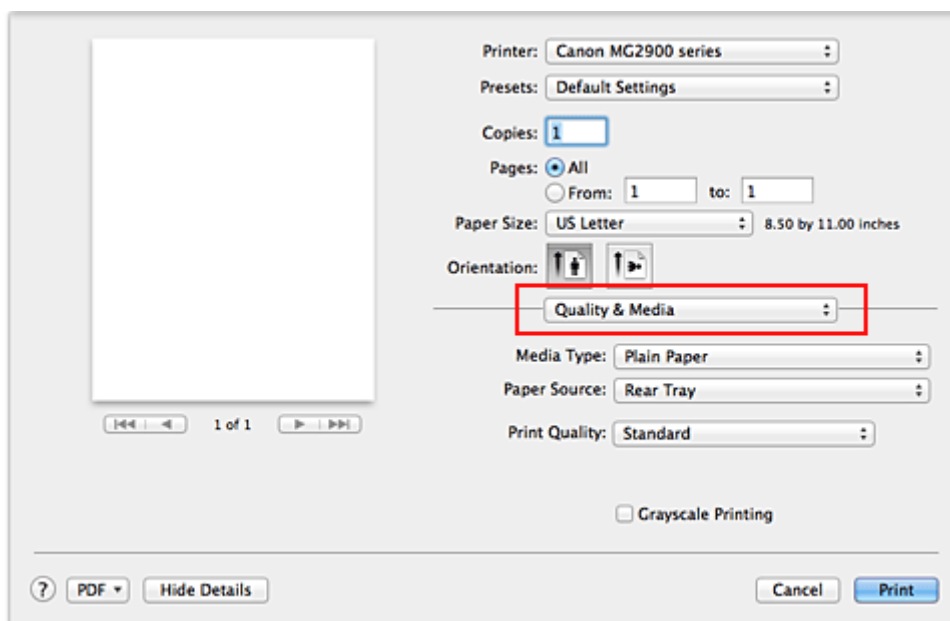 Printer: Canon MG2900 series
Presets: Default Settings
Copies: 1
Pages: All
From: 1 to: 1
Paper Size: US Letter 8.50 by 11.00 inches
Orientation:
Quality & Media
Media Type: Plain Paper
Paper Source: Rear Tray
1 of 1
Print Quality: Standard
Grayscale Printing
? PDF Hide Details Cancel Print